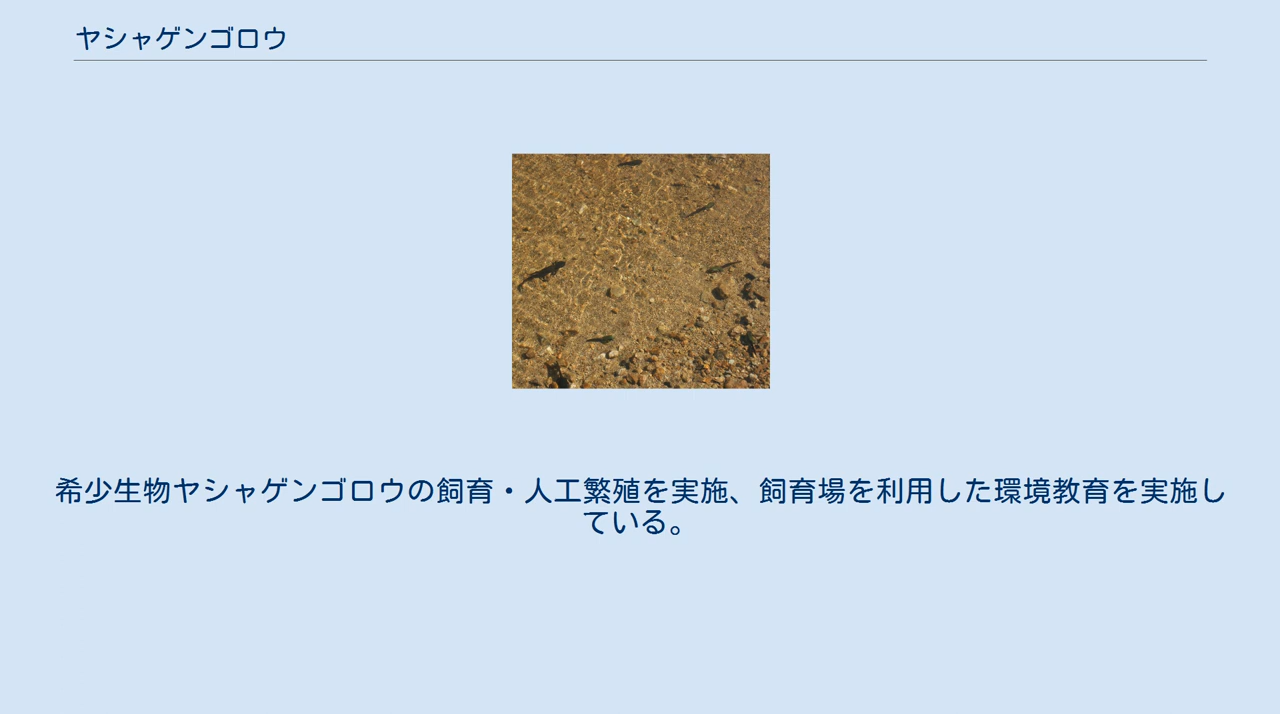 ヤシャゲンゴロウ
希少生物ヤシャゲンゴロウの飼育・人工繁殖を実施、飼育場を利用した環境教育を実施し
ている。